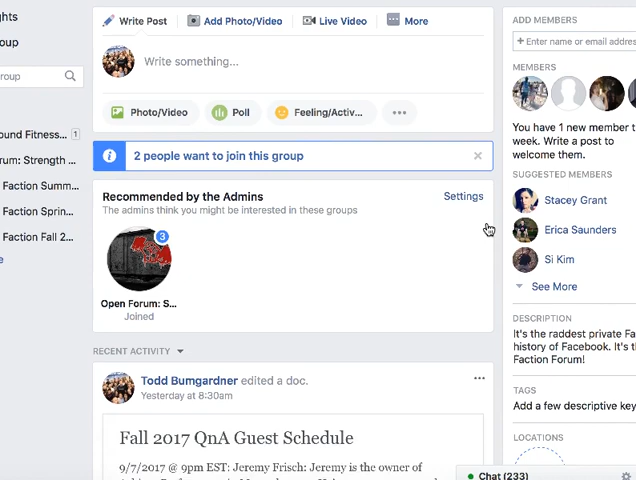 ghts
Write Post
Add Photo/Video
Live Video
More
ADD MEMBERS
oup
+ Enter name or email addres
Write something...
MEMBERS
roup
Photo/Video
Poll
Feeling/Activ...
ound Fitness... 1
You have 1 new member t
week. Write a post to
welcome them.
2 people want to join this group
rum: Strength ...
SUGGESTED MEMBERS
Faction Summ...
Recommended by the Admins
Settings
The admins think you might be interested in these groups
Stacey Grant
Faction Sprin...
3
Erica Saunders
Faction Fall 2...
e
Si Kim
See More
Open Forum: S...
Joined
DESCRIPTION
It's the raddest private Fa
history of Facebook. It's t
Faction Forum!
RECENT ACTIVITY
Todd Bumgardner edited a doc.
Yesterday at 8:30am
TAGS
Add a few descriptive key
Fall 2017 QnA Guest Schedule
LOCATIONS
9/7/2017 @ 9pm EST: Jeremy Frisch: Jeremy is the owner of
Chat (233)